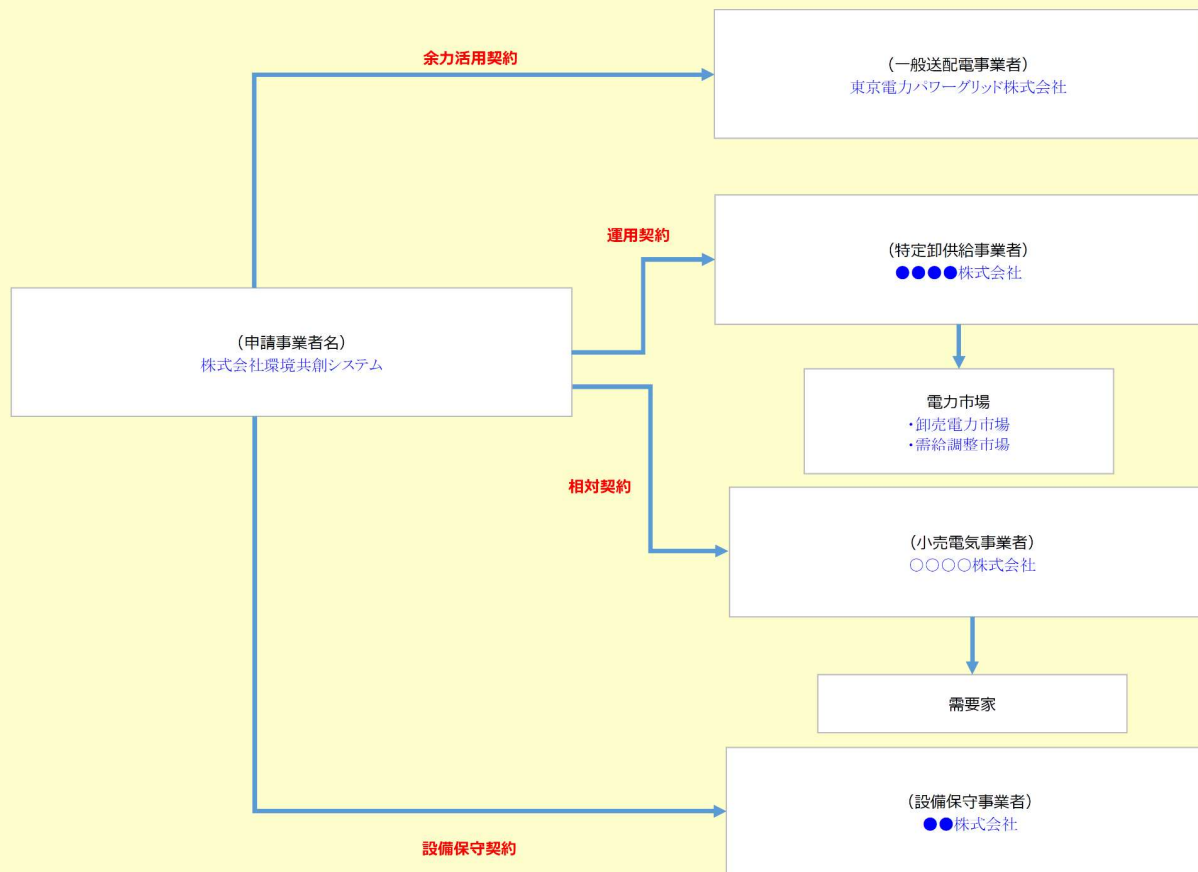 余力活用契約
(一般送配電事業者)
東京電力パワーグリッド株式会社
運用契約
(特定卸供給事業者)
●●●●株式会社
(申請事業者名)
株式会社環境共創システム
電力市場
・卸売電力市場
・需給調整市場
相対契約
(小売電気事業者)
○○○○株式会社
需要家
(設備保守事業者)
●●株式会社
設備保守契約